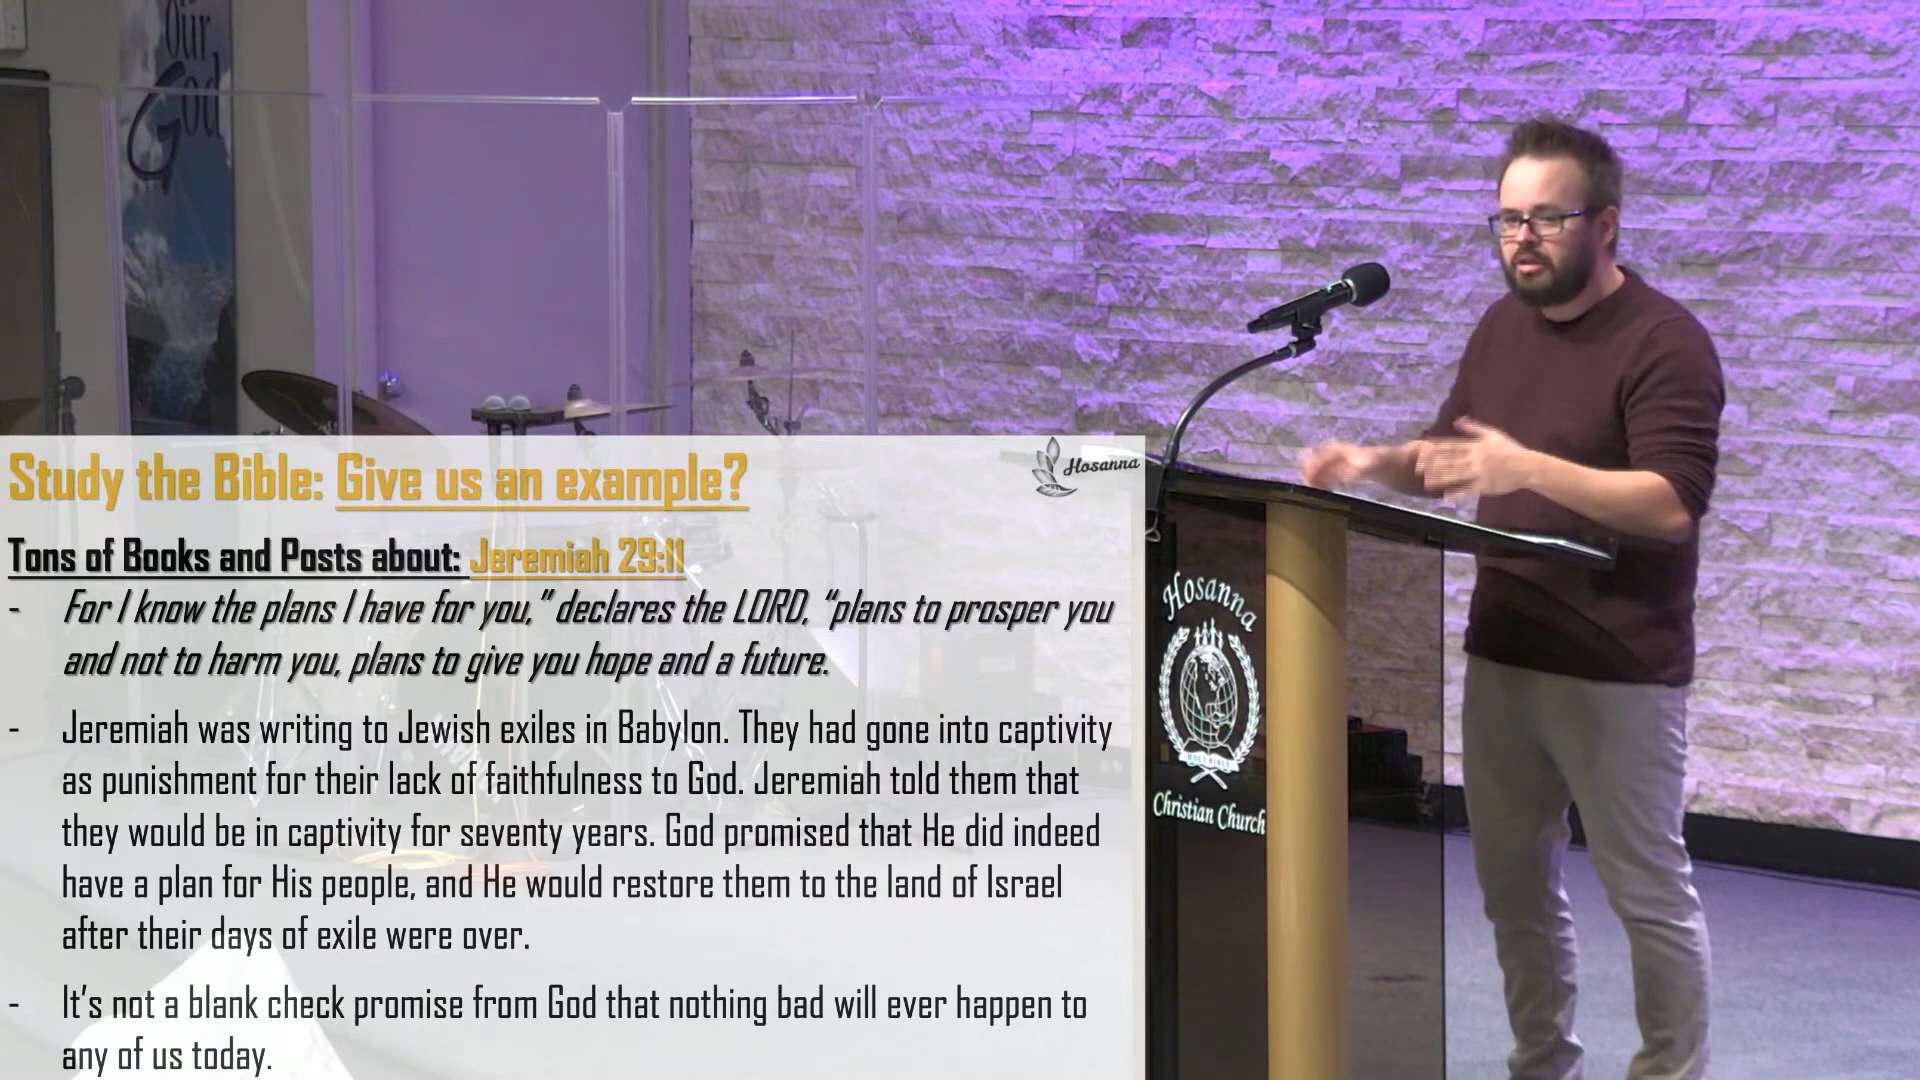 our
God
Study the Bible: Give us an example?
Hosanna
Tons of Books and Posts about: Jeremiah 29:11
- For I know the plans I have for you,” declares the LORD, “plans to prosper you
and not to harm you, plans to give you hope and a future.
- Jeremiah was writing to Jewish exiles in Babylon. They had gone into captivity
as punishment for their lack of faithfulness to God. Jeremiah told them that
they would be in captivity for seventy years. God promised that He did indeed
have a plan for His people, and He would restore them to the land of Israel
after their days of exile were over.
- It’s not a blank check promise from God that nothing bad will ever happen to
any of us today.
Hosanna
HOLY BIBLE
Christian Church